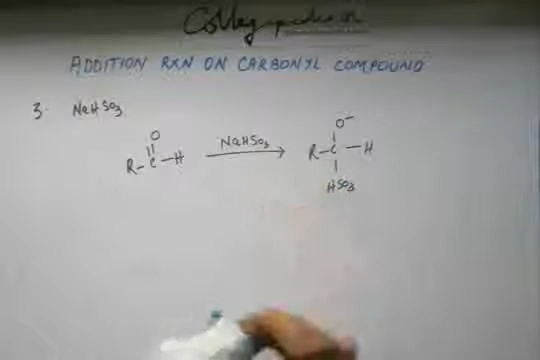 ADDITION RXN ON CARBONYL COMPOUND
3. NaHSO3
O
R-C-H
NaHSO3
O-
R-C-H
HSO3